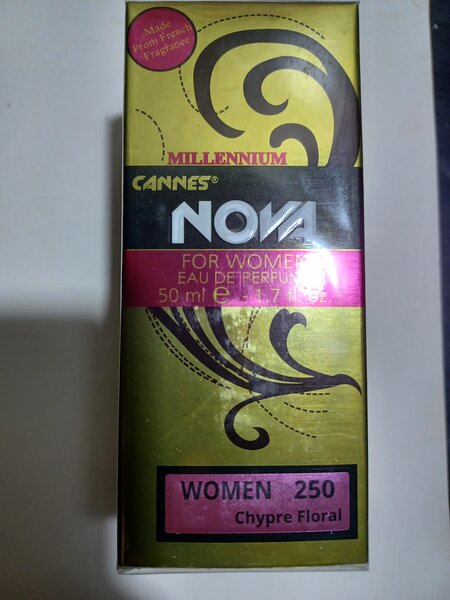 Made
From French
Fragrance
MILLENNIUM
CANNES®
NOVA
FOR WOMEN
EAU DE PERFUME
50 ml e - 1.7 fl. oz
WOMEN 250
Chypre Floral